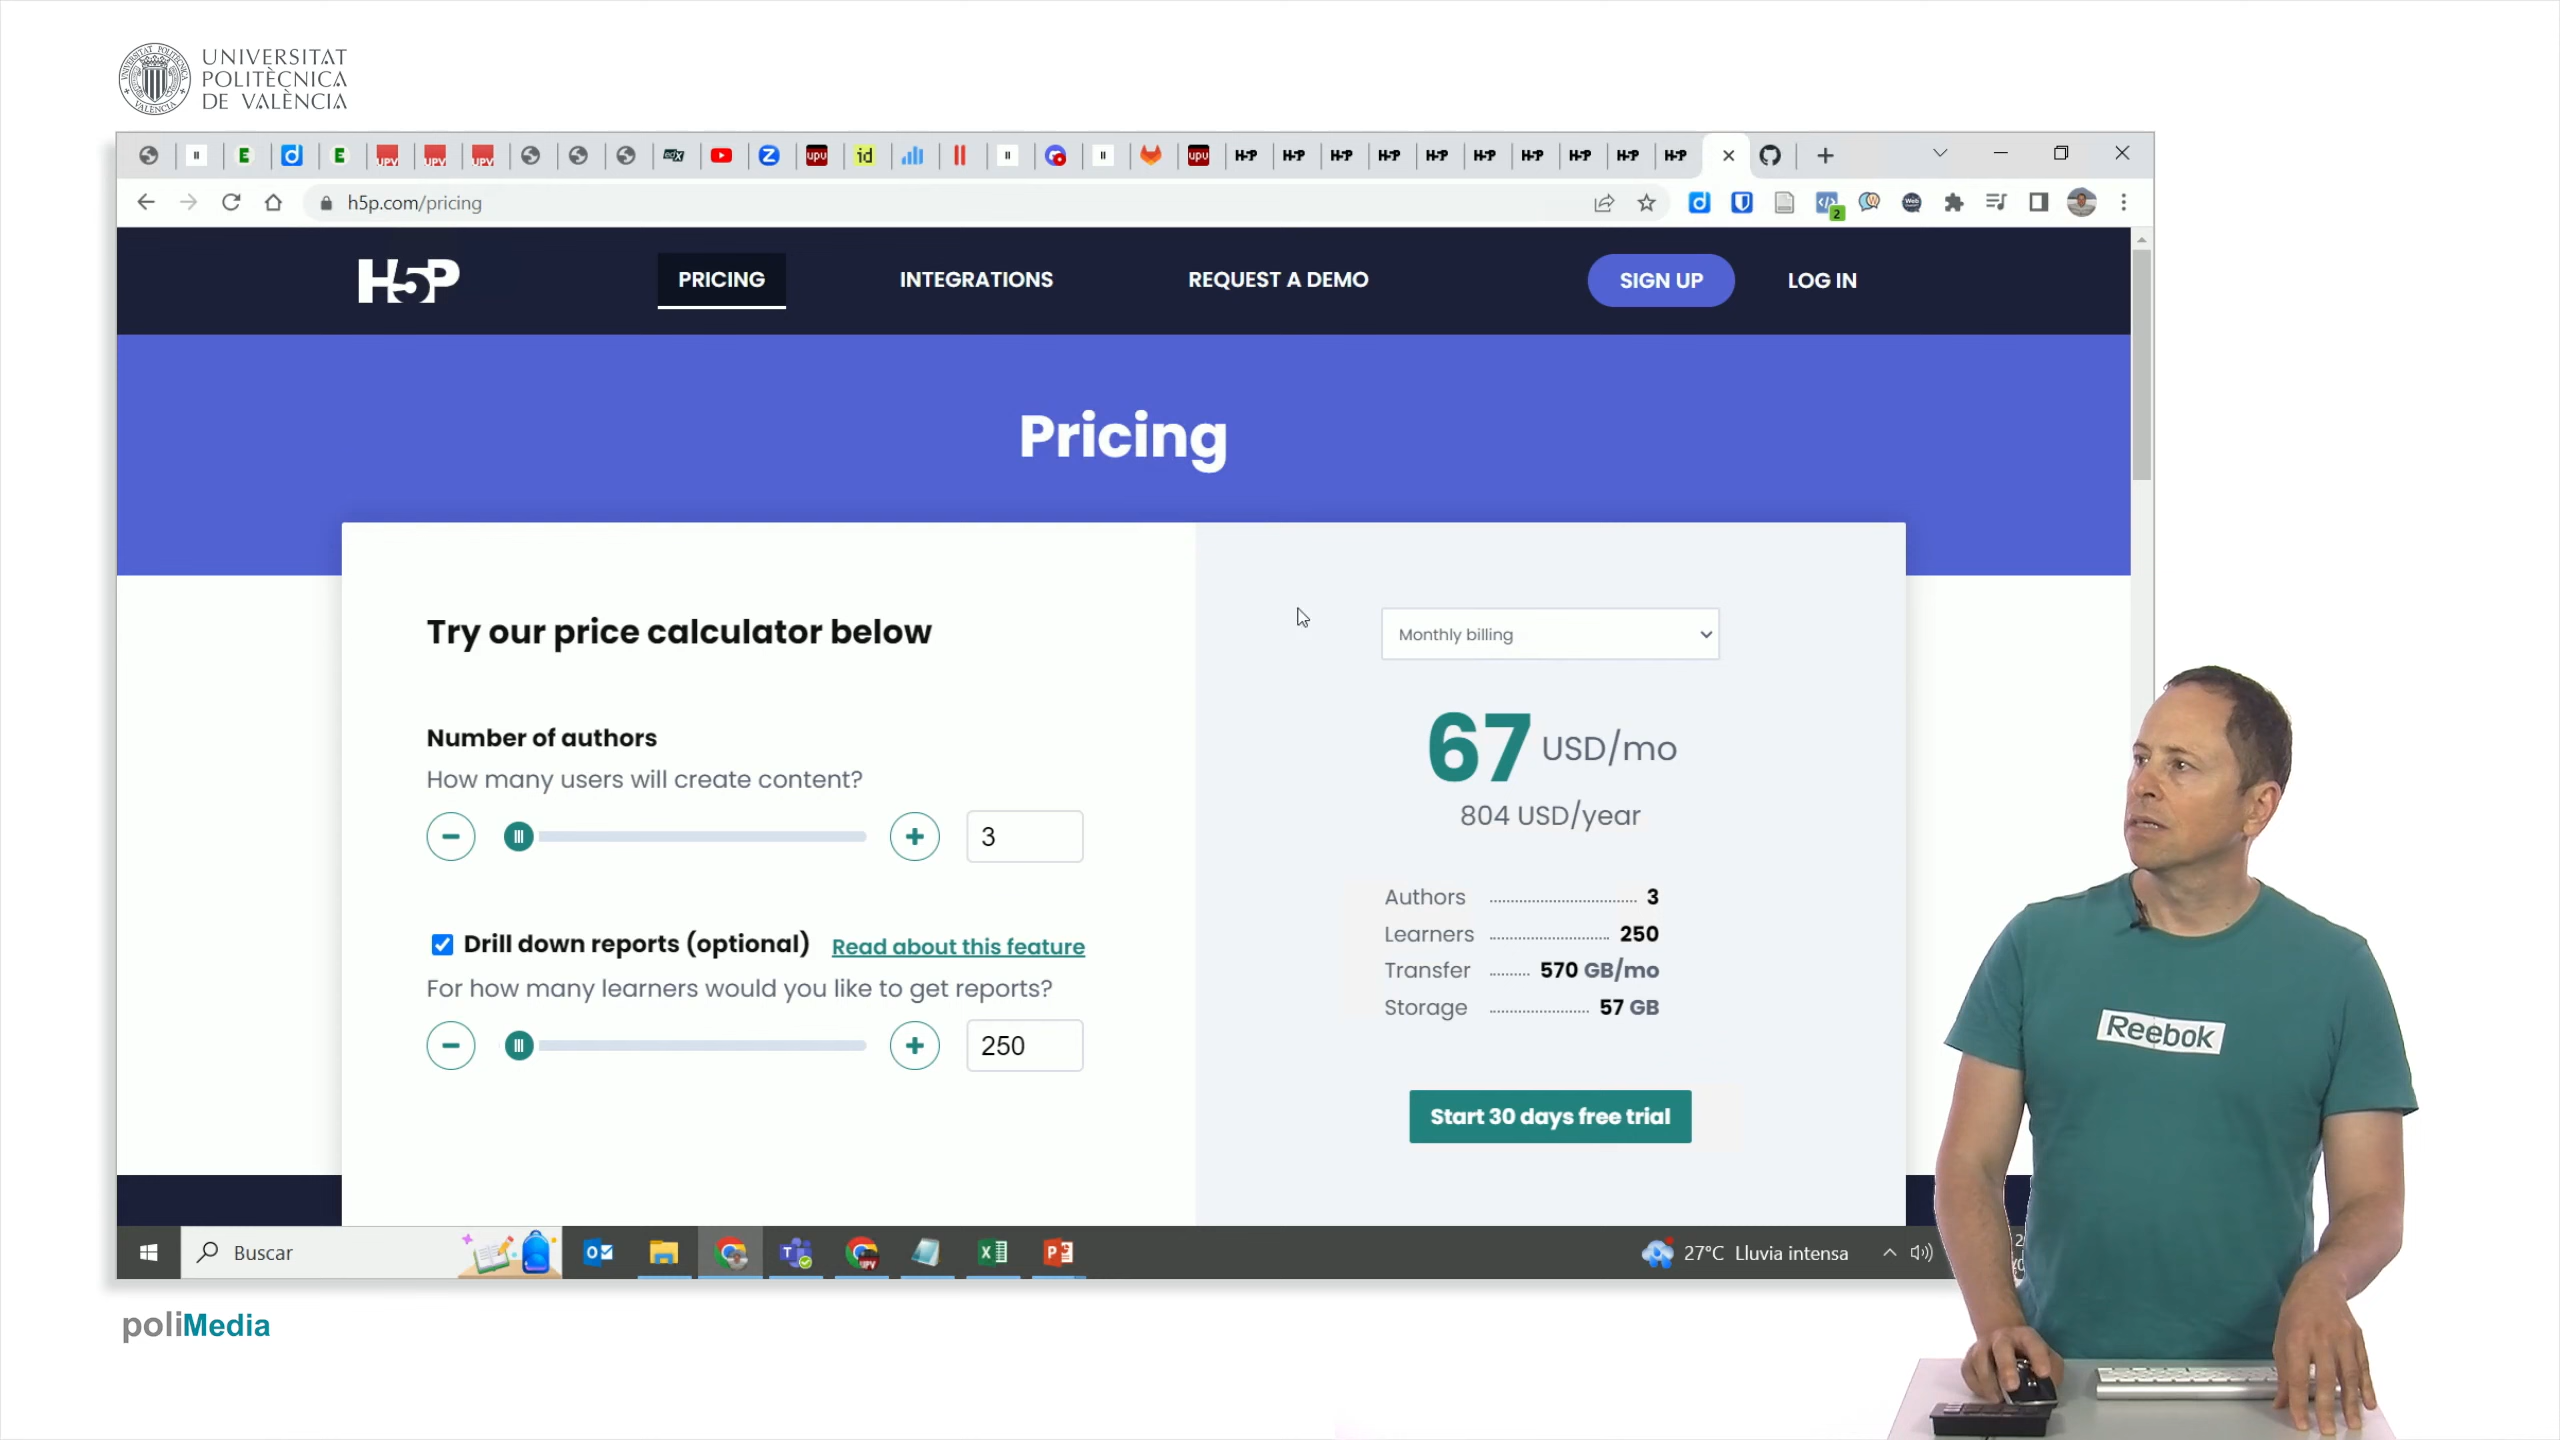 UNIVERSITAT
POLITÈCNICA
DE VALÈNCIA
h5p.com/pricing
H5P
PRICING
INTEGRATIONS
REQUEST A DEMO
SIGN UP
LOG IN
Pricing
Try our price calculator below
Number of authors
How many users will create content?
3
Drill down reports (optional) Read about this feature
For how many learners would you like to get reports?
250
Monthly billing
67 USD/mo
804 USD/year
Authors 3
Learners 250
Transfer 570 GB/mo
Storage 57 GB
Start 30 days free trial
Reebok
Buscar
27°C Lluvia intensa
poliMedia